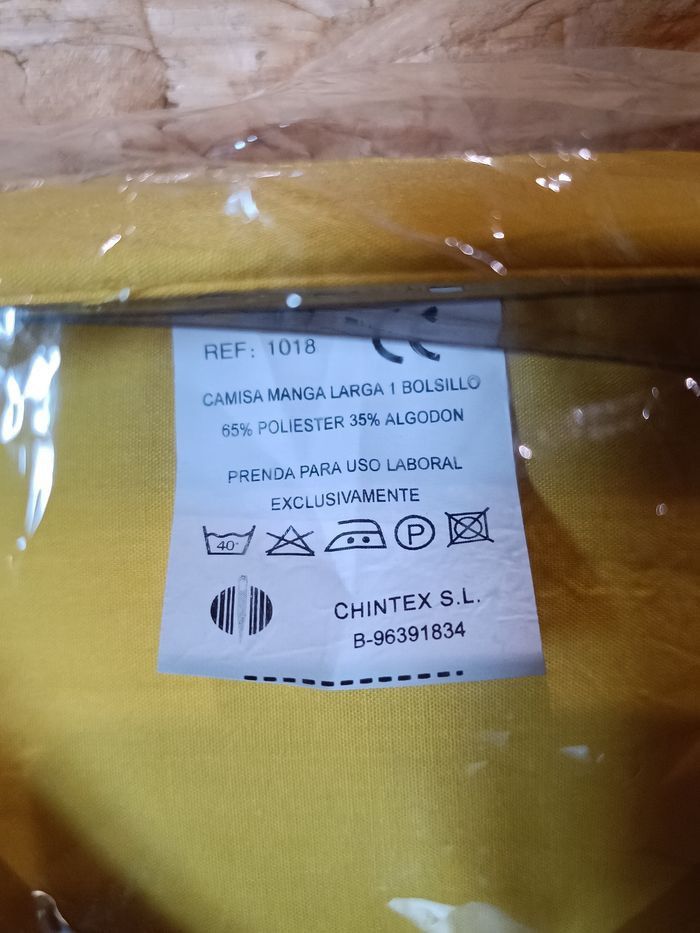 REF: 1018
CE
CAMISA MANGA LARGA 1 BOLSILLO
65% POLIESTER 35% ALGODON
PRENDA PARA USO LABORAL
EXCLUSIVAMENTE
40° P
CHINTEX S.L.
B-96391834